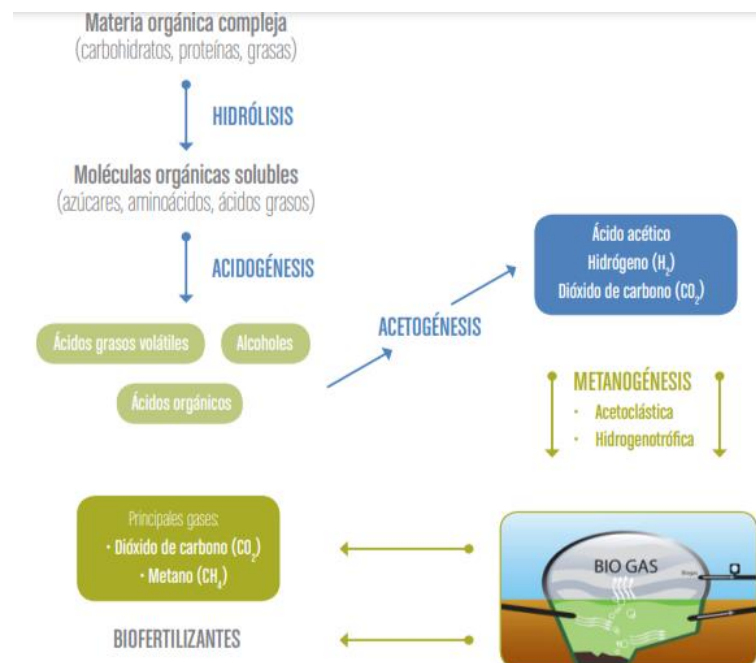 Materia orgánica compleja
(carbohidratos, proteínas, grasas)
HIDRÓLISIS
Moléculas orgánicas solubles
(azúcares, aminoácidos, ácidos grasos)
ACIDOGÉNESIS
Ácidos grasos volátiles
Alcoholes
Ácidos orgánicos
ACETOGÉNESIS
Ácido acético
Hidrógeno (H₂)
Dióxido de carbono (CO₂)
METANOGÉNESIS
• Acetoclástica
• Hidrogenotrófica
Principales gases:
• Dióxido de carbono (CO₂)
• Metano (CH₄)
BIO GAS
Biogas
BIOFERTILIZANTES